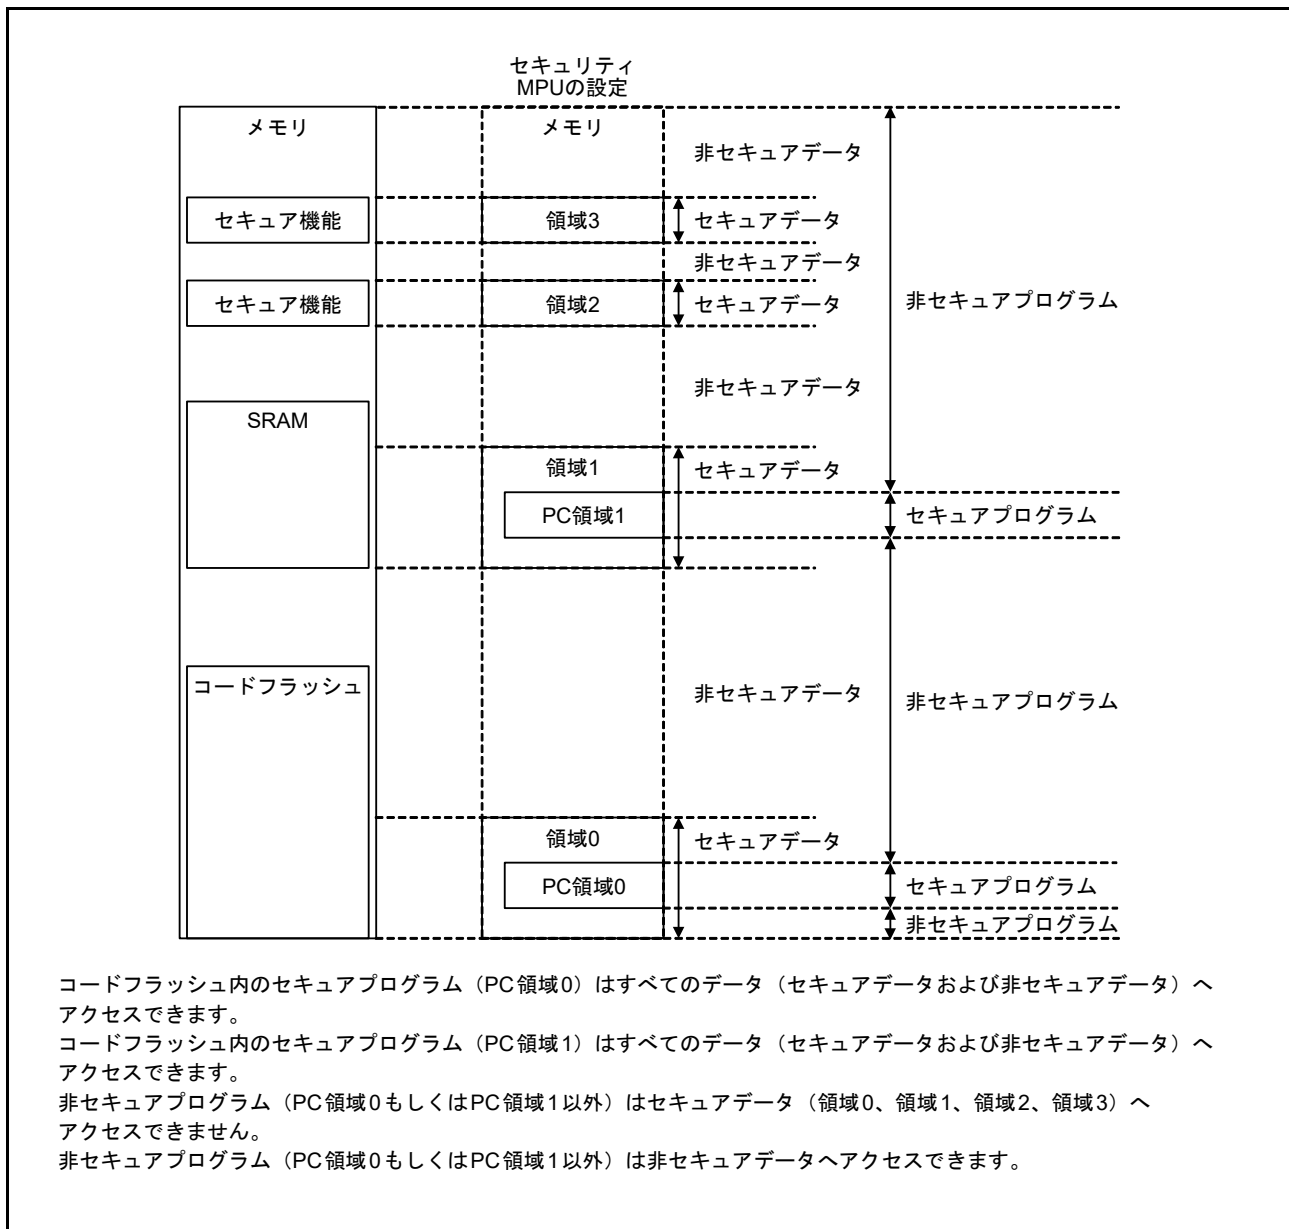 セキュリティ
MPUの設定
メモリ
メモリ
非セキュアデータ
セキュア機能
領域3
セキュアデータ
非セキュアデータ
セキュア機能
領域2
セキュアデータ
非セキュアプログラム
非セキュアデータ
SRAM
領域1
セキュアデータ
PC領域1
セキュアプログラム
コードフラッシュ
非セキュアデータ
非セキュアプログラム
領域0
セキュアデータ
PC領域0
セキュアプログラム
非セキュアプログラム
コードフラッシュ内のセキュアプログラム（PC領域0）はすべてのデータ（セキュアデータおよび非セキュアデータ）へ
アクセスできます。
コードフラッシュ内のセキュアプログラム（PC領域1）はすべてのデータ（セキュアデータおよび非セキュアデータ）へ
アクセスできます。
非セキュアプログラム（PC領域0もしくはPC領域1以外）はセキュアデータ（領域0、領域1、領域2、領域3）へ
アクセスできません。
非セキュアプログラム（PC領域0もしくはPC領域1以外）は非セキュアデータへアクセスできます。